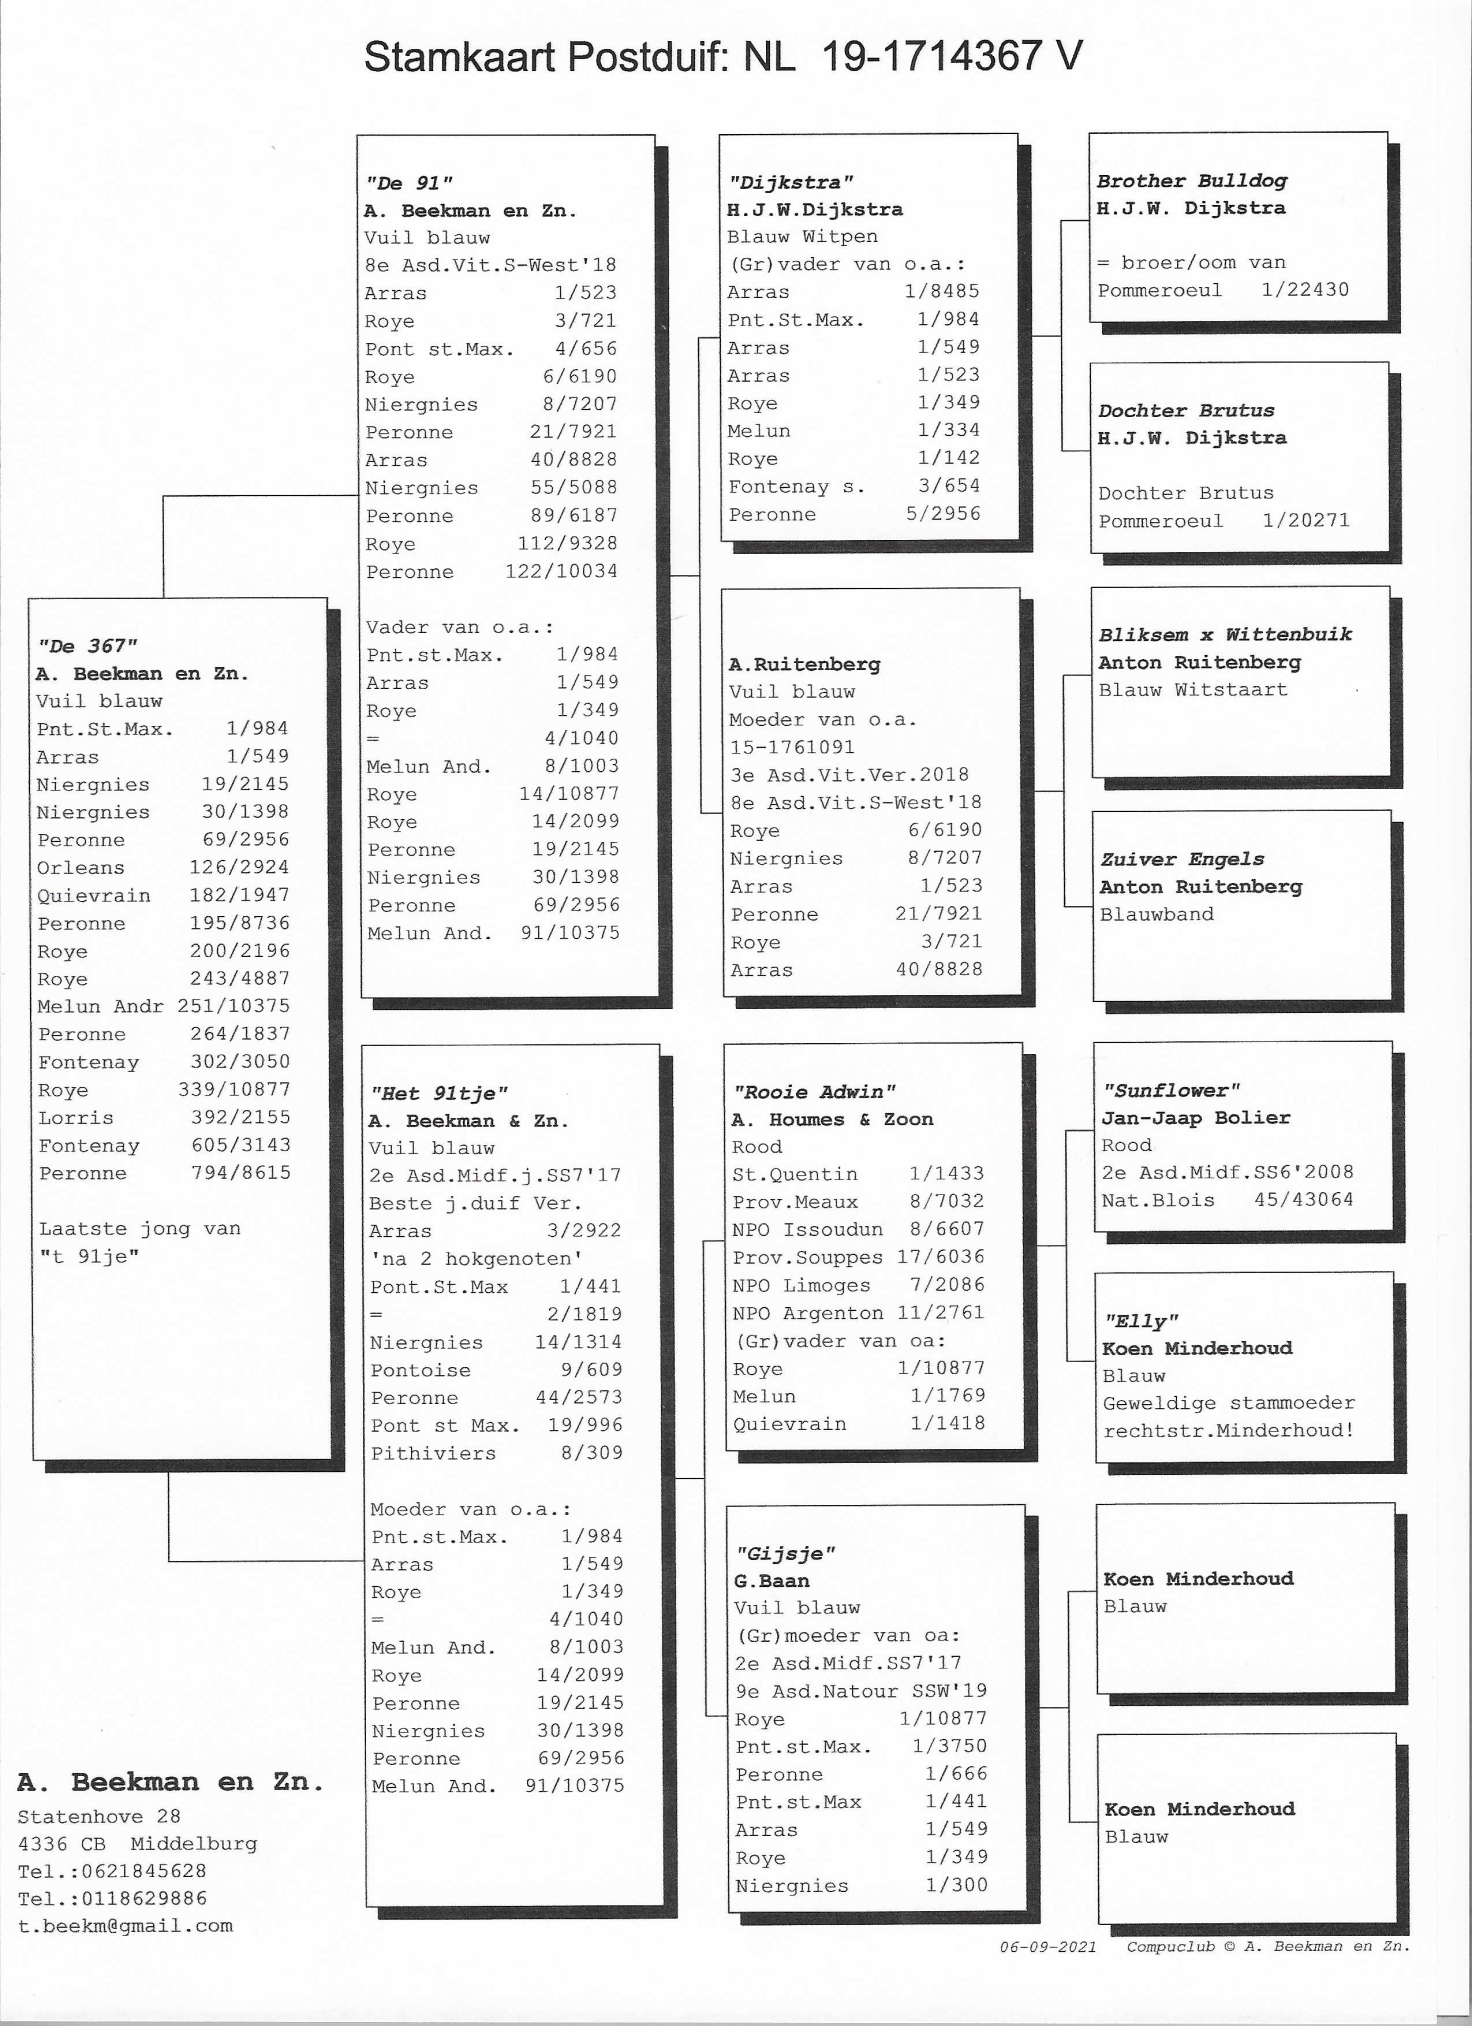 Stamkaart Postduif: NL 19-1714367 V
"De 367"
A. Beekman en Zn.
Vuil blauw
Pnt.St.Max. 1/984
Arras 1/549
Niergnies 19/2145
Niergnies 30/1398
Peronne 69/2956
Orleans 126/2924
Quievrain 182/1947
Peronne 195/8736
Roye 200/2196
Roye 243/4887
Melun Andr 251/10375
Peronne 264/1837
Fontenay 302/3050
Roye 339/10877
Lorris 392/2155
Fontenay 605/3143
Peronne 794/8615
Laatste jong van
"t 91je"
"De 91"
A. Beekman en Zn.
Vuil blauw
8e Asd.Vit.S-West'18
Arras 1/523
Roye 3/721
Pont st.Max. 4/656
Roye 6/6190
Niergnies 8/7207
Peronne 21/7921
Arras 40/8828
Niergnies 55/5088
Peronne 89/6187
Roye 112/9328
Peronne 122/10034
Vader van o.a.:
Pnt.st.Max. 1/984
Arras 1/549
Roye 1/349
= 4/1040
Melun And. 8/1003
Roye 14/10877
Roye 14/2099
Peronne 19/2145
Niergnies 30/1398
Peronne 69/2956
Melun And. 91/10375
"Het 91tje"
A. Beekman & Zn.
Vuil blauw
2e Asd.Midf.j.SS7'17
Beste j.duif Ver.
Arras 3/2922
'na 2 hokgenoten'
Pont.St.Max 1/441
= 2/1819
Niergnies 14/1314
Pontoise 9/609
Peronne 44/2573
Pont st Max. 19/996
Pithiviers 8/309
Moeder van o.a.:
Pnt.st.Max. 1/984
Arras 1/549
Roye 1/349
= 4/1040
Melun And. 8/1003
Roye 14/2099
Peronne 19/2145
Niergnies 30/1398
Peronne 69/2956
Melun And. 91/10375
"Dijkstra"
H.J.W.Dijkstra
Blauw Witpen
(Gr)vader van o.a.:
Arras 1/8485
Pnt.St.Max. 1/984
Arras 1/549
Arras 1/523
Roye 1/349
Melun 1/334
Roye 1/142
Fontenay s. 3/654
Peronne 5/2956
A.Ruitenberg
Vuil blauw
Moeder van o.a.
15-1761091
3e Asd.Vit.Ver.2018
8e Asd.Vit.S-West'18
Roye 6/6190
Niergnies 8/7207
Arras 1/523
Peronne 21/7921
Roye 3/721
Arras 40/8828
"Rooie Adwin"
A. Houmes & Zoon
Rood
St.Quentin 1/1433
Prov.Meaux 8/7032
NPO Issoudun 8/6607
Prov.Souppes 17/6036
NPO Limoges 7/2086
NPO Argenton 11/2761
(Gr)vader van oa:
Roye 1/10877
Melun 1/1769
Quievrain 1/1418
"Gijsje"
G.Baan
Vuil blauw
(Gr)moeder van oa:
2e Asd.Midf.SS7'17
9e Asd.Natour SSW'19
Roye 1/10877
Pnt.st.Max. 1/3750
Peronne 1/666
Pnt.st.Max 1/441
Arras 1/549
Roye 1/349
Niergnies 1/300
Brother Bulldog
H.J.W. Dijkstra
= broer/oom van
Pommeroeul 1/22430
Dochter Brutus
H.J.W. Dijkstra
Dochter Brutus
Pommeroeul 1/20271
Bliksem x Wittenbuik
Anton Ruitenberg
Blauw Witstaart
Zuiver Engels
Anton Ruitenberg
Blauwband
"Sunflower"
Jan-Jaap Bolier
Rood
2e Asd.Midf.SS6'2008
Nat.Blois 45/43064
"Elly"
Koen Minderhoud
Blauw
Geweldige stammoeder
rechtstr.Minderhoud!
Koen Minderhoud
Blauw
Koen Minderhoud
Blauw
A. Beekman en Zn.
Statenhove 28
4336 CB Middelburg
Tel.:0621845628
Tel.:0118629886
t.beekm@gmail.com
06-09-2021 Compuclub © A. Beekman en Zn.